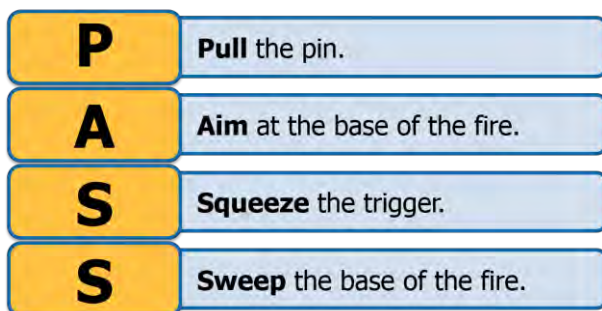 P Pull the pin.
A Aim at the base of the fire.
S Squeeze the trigger.
S Sweep the base of the fire.